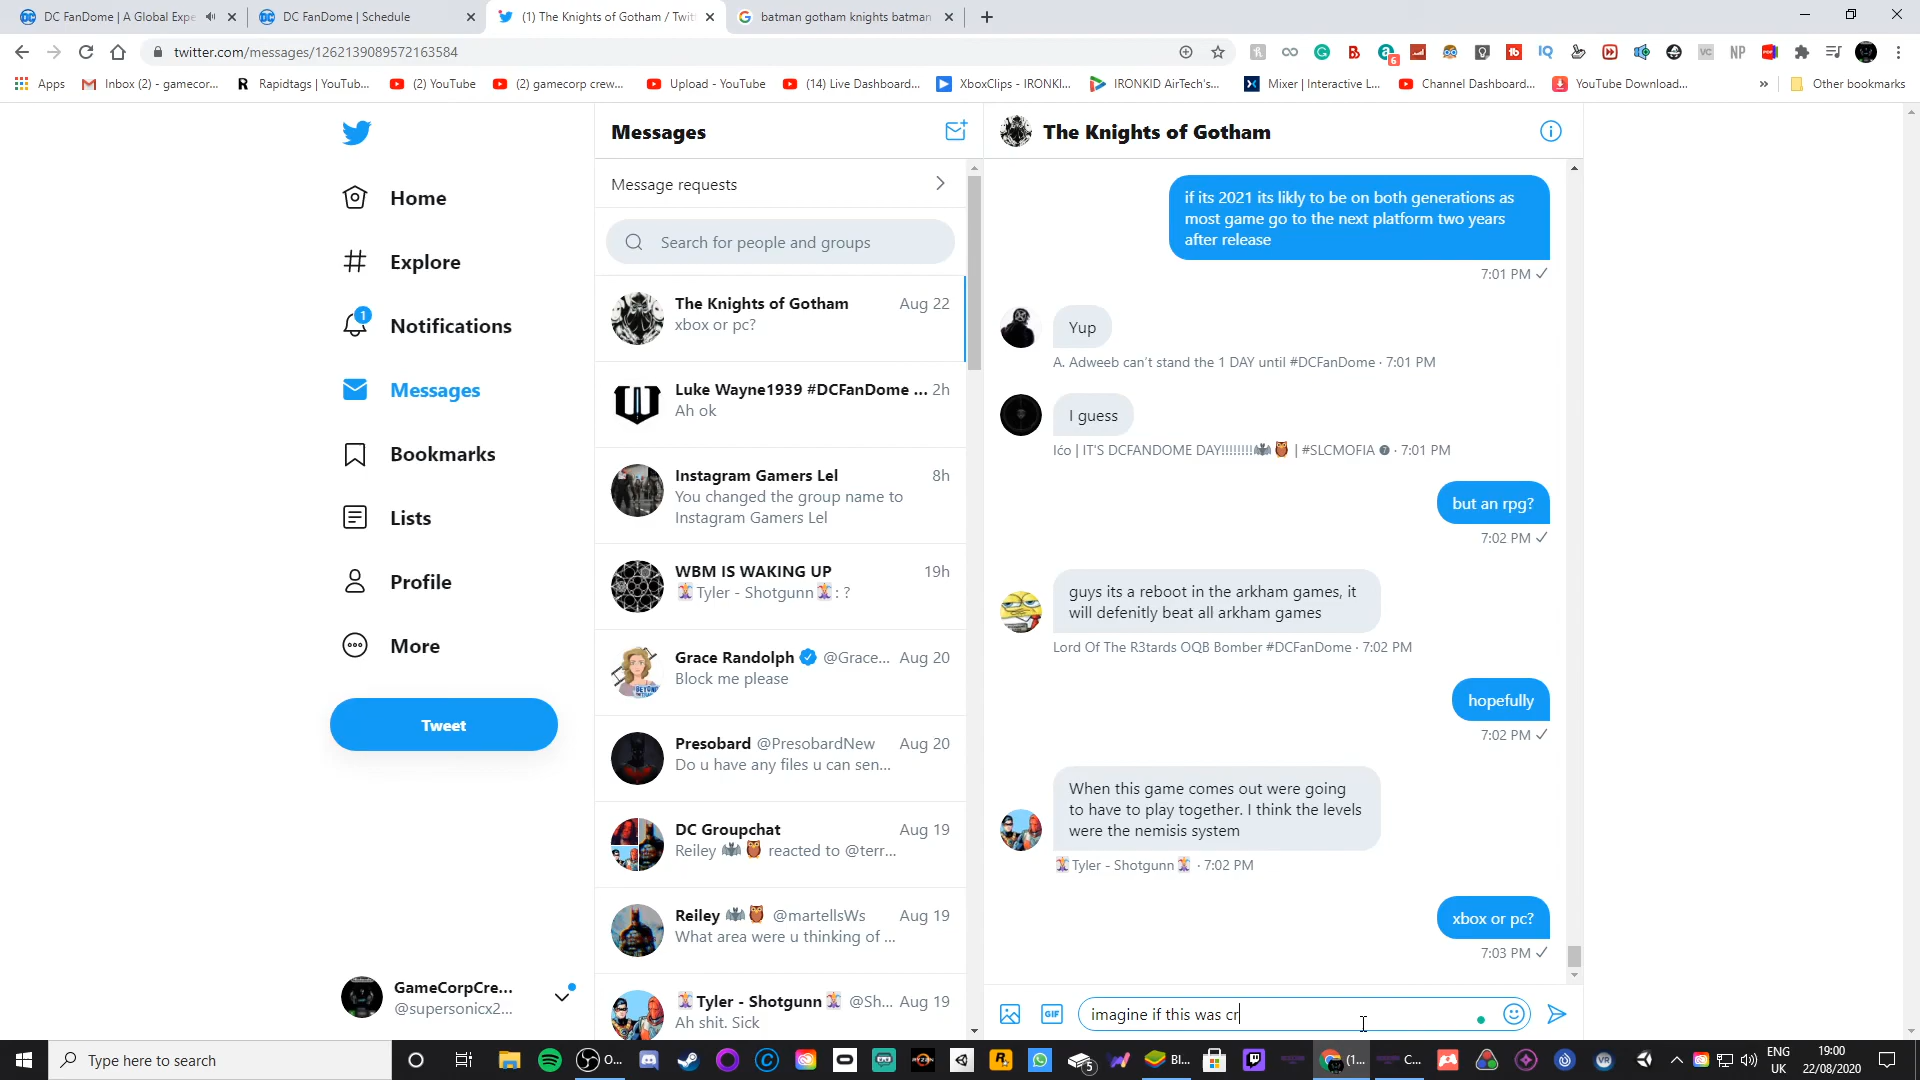 DC FanDome | A Global Expe
DC FanDome | Schedule
(1) The Knights of Gotham / Twit
batman gotham knights batman
twitter.com/messages/1262139089572163584
Apps
Inbox (2) - gamecor...
Rapidtags | YouTub...
(2) YouTube
(2) gamecorp crew...
Upload - YouTube
(14) Live Dashboard...
XboxClips - IRONKI...
IRONKID AirTech's...
Mixer | Interactive L...
Channel Dashboard...
YouTube Download...
Other bookmarks
Home
Explore
1
Notifications
Messages
Bookmarks
Lists
Profile
More
Tweet
GameCorpCre...
@supersonicx2...
Messages
Message requests
Search for people and groups
The Knights of Gotham Aug 22
xbox or pc?
Luke Wayne1939 #DCFanDome ... 2h
Ah ok
Instagram Gamers Lel 8h
You changed the group name to
Instagram Gamers Lel
WBM IS WAKING UP 19h
🃏Tyler - Shotgunn🃏: ?
Grace Randolph @Grace... Aug 20
Block me please
Presobard @PresobardNew Aug 20
Do u have any files u can sen...
DC Groupchat Aug 19
Reiley 🦇🦉 reacted to @terr...
Reiley 🦇🦉 @martellsWs Aug 19
What area were u thinking of ...
🃏Tyler - Shotgunn🃏 @Sh... Aug 19
Ah shit. Sick
The Knights of Gotham
if its 2021 its likly to be on both generations as
most game go to the next platform two years
after release
7:01 PM ✓
Yup
A. Adweeb can't stand the 1 DAY until #DCFanDome · 7:01 PM
I guess
Ićo | IT'S DCFANDOME DAY!!!!!!!!🦇🦉 | #SLCMOFIA ❼ · 7:01 PM
but an rpg?
7:02 PM ✓
guys its a reboot in the arkham games, it
will defenitly beat all arkham games
Lord Of The R3tards OQB Bomber #DCFanDome · 7:02 PM
hopefully
7:02 PM ✓
When this game comes out were going
to have to play together. I think the levels
were the nemisis system
🃏Tyler - Shotgunn🃏 · 7:02 PM
xbox or pc?
7:03 PM ✓
GIF
imagine if this was cr
Type here to search
O...
5
Bl...
(1...
C...
ENG
UK
19:00
22/08/2020